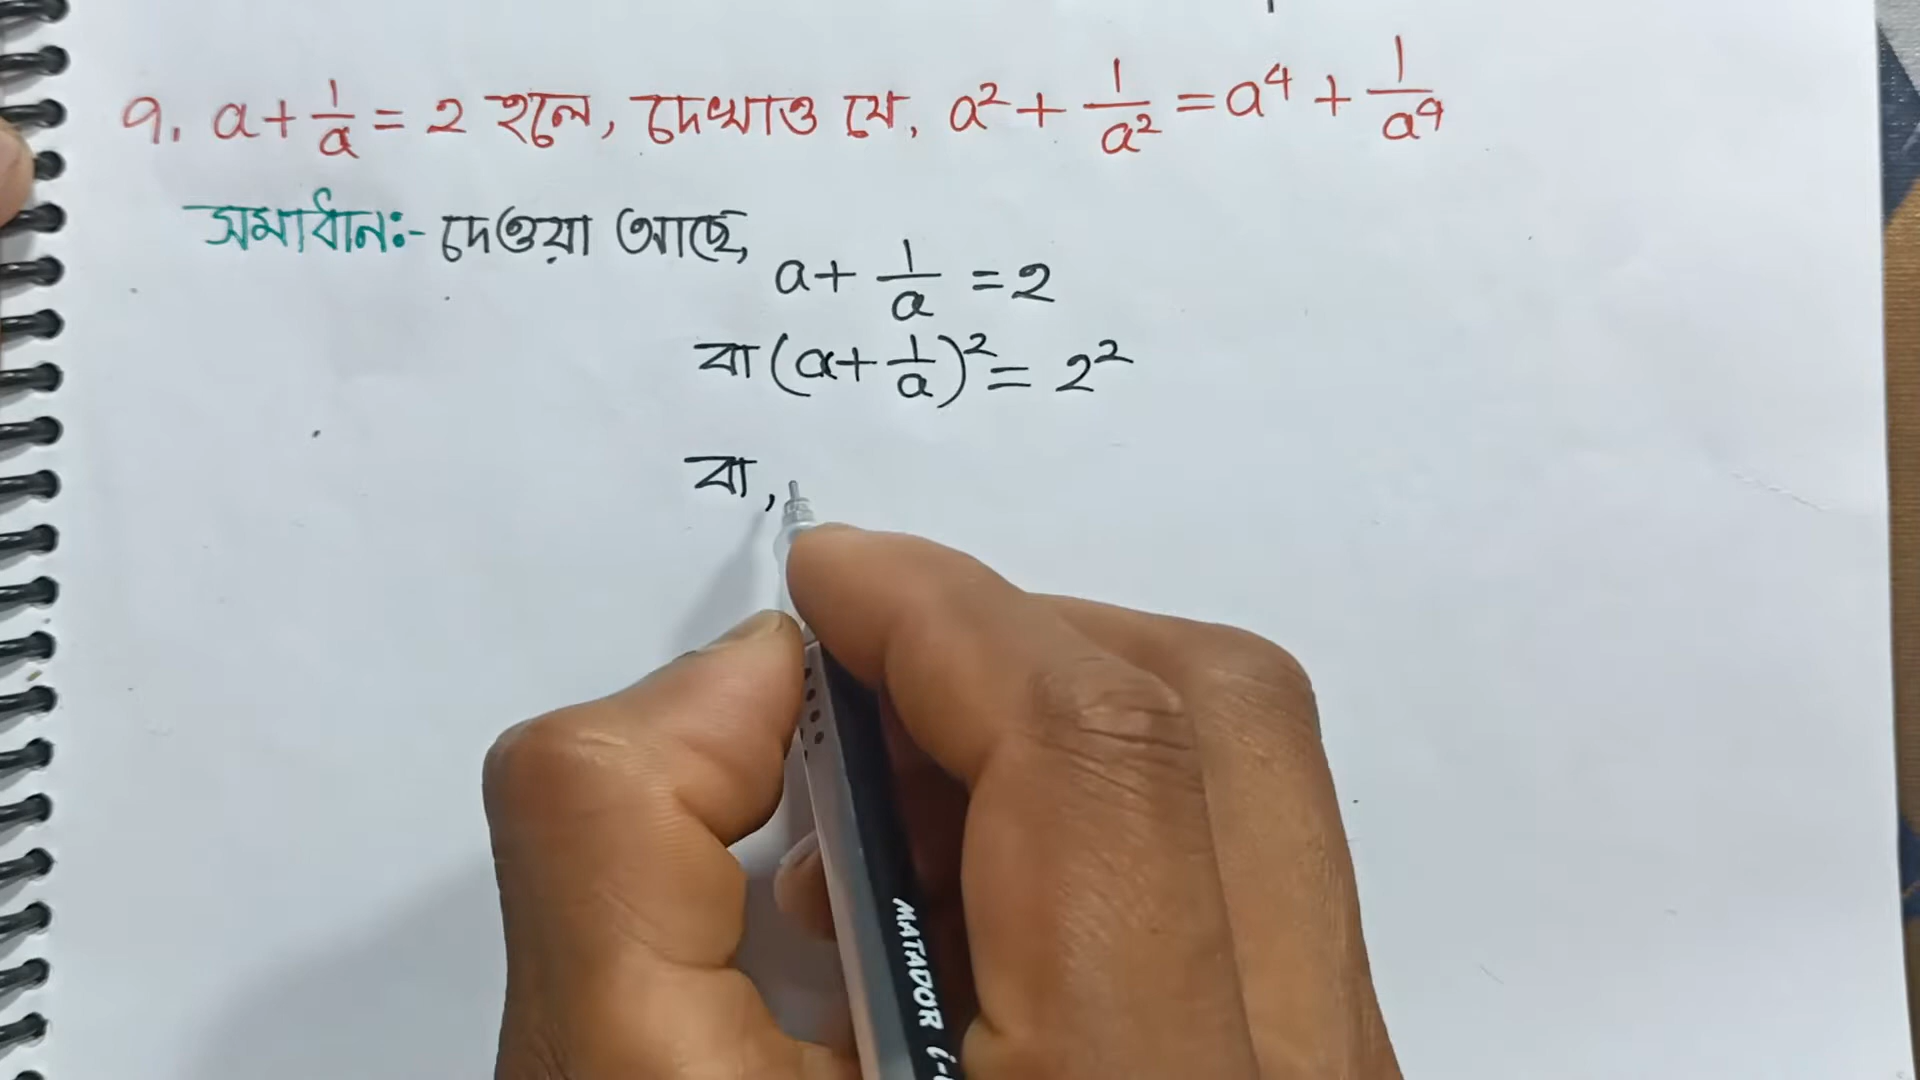 ৭. a + 1/a = 2 হলে, দেখাও যে, a² + 1/a² = a⁴ + 1/a⁴
সমাধানঃ- দেওয়া আছে,
a + 1/a = 2
বা (a + 1/a)² = 2²
বা,
MATADOR i-